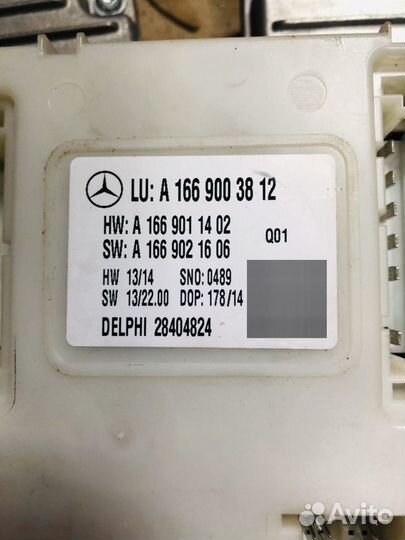 LU: A 166 900 38 12
HW: A 166 901 14 02
SW: A 166 902 16 06
Q01
HW 13/14 SNO: 0489
SW 13/22.00 DOP: 178/14
DELPHI 28404824
Avito